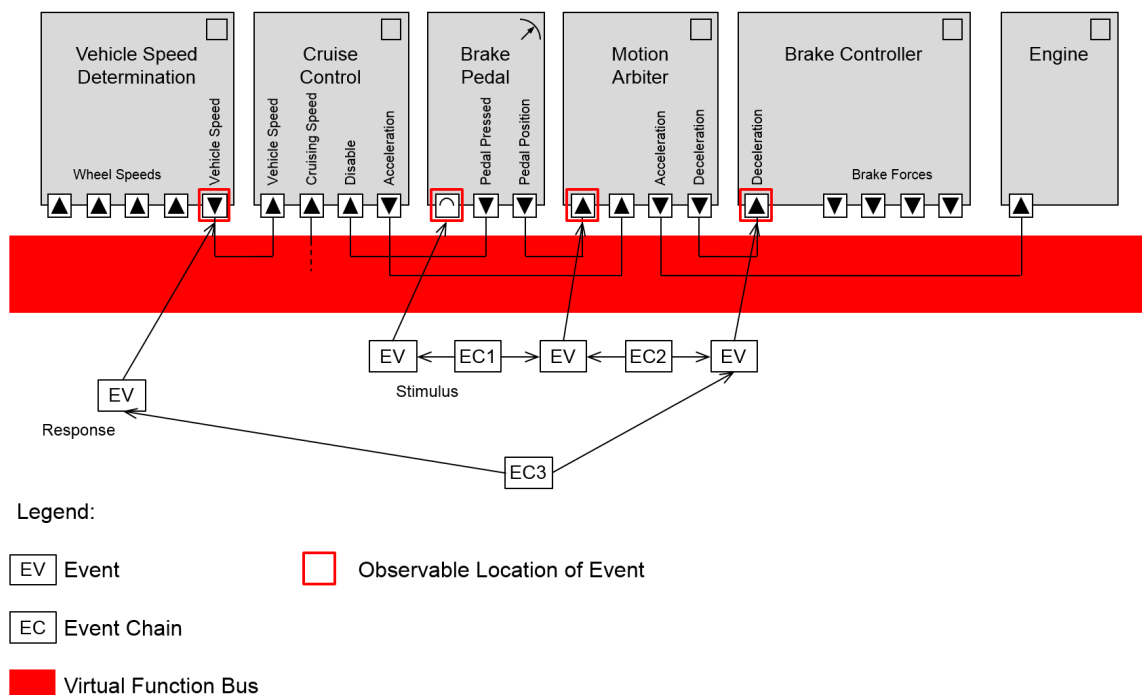 Vehicle Speed
Determination
Cruise
Control
Brake
Pedal
Motion
Arbiter
Brake Controller
Engine
Wheel Speeds
Vehicle Speed
Vehicle Speed
Cruising Speed
Disable
Acceleration
Pedal Pressed
Pedal Position
Acceleration
Deceleration
Deceleration
Brake Forces
EV
EC1
EV
EC2
EV
Stimulus
EV
Response
EC3
Legend:
EV Event
Observable Location of Event
EC Event Chain
Virtual Function Bus